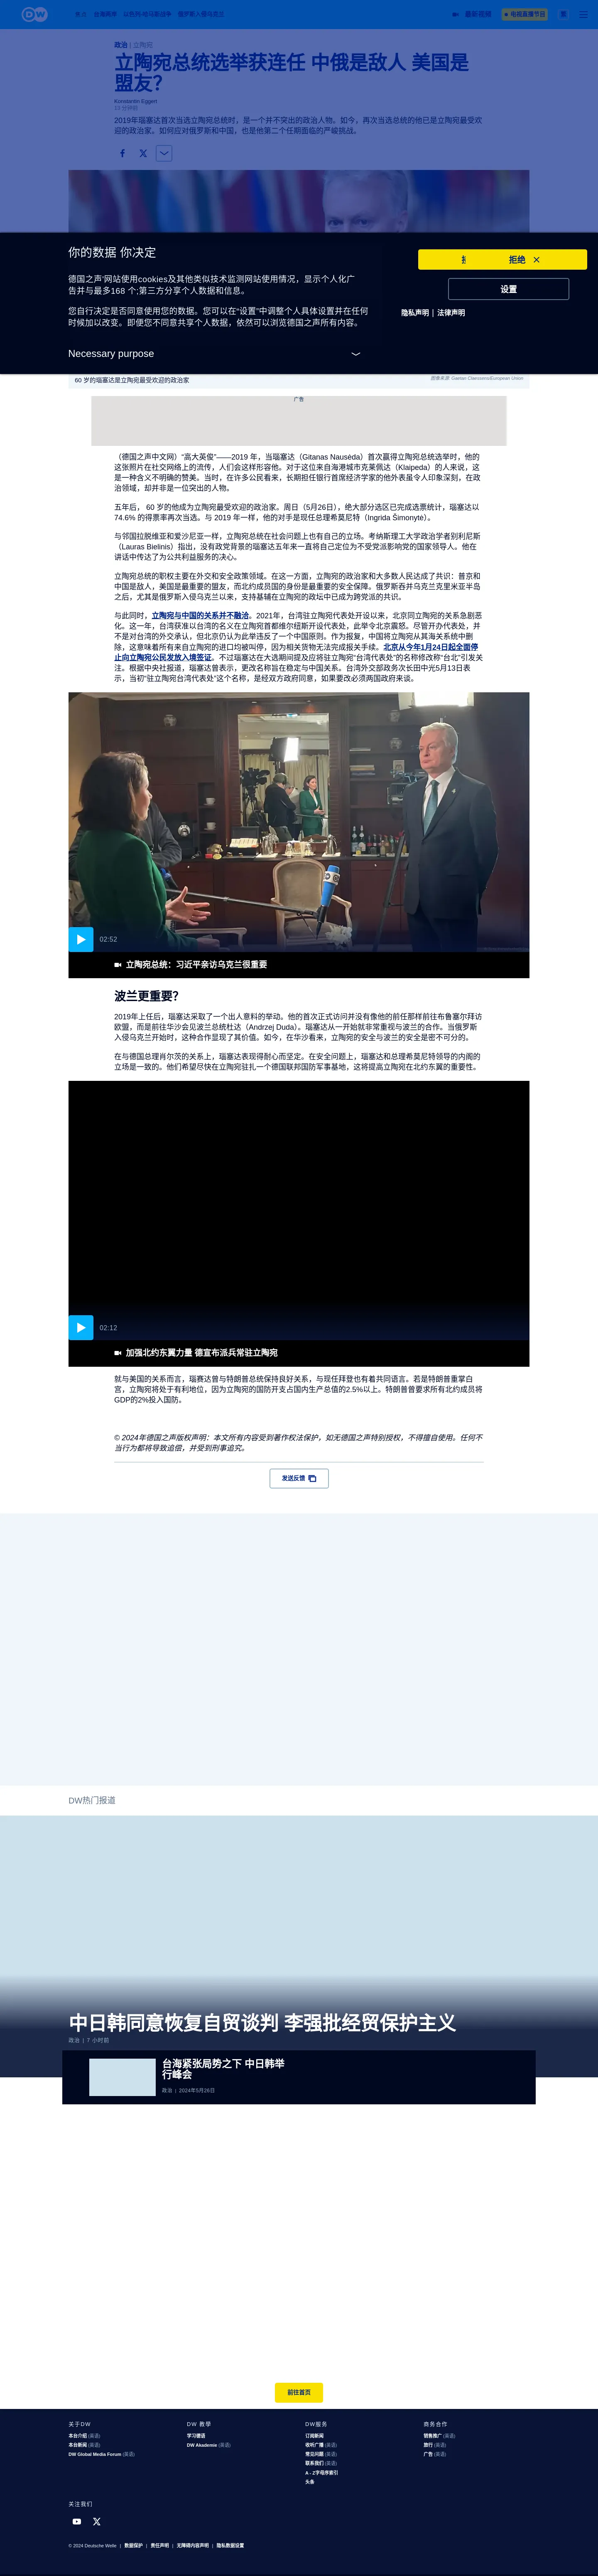 DW
台海频率 以色列-哈马斯战争 俄罗斯入侵乌克兰
最新视频
电视直播节目
政治 | 立陶宛
立陶宛总统选举获连任 中俄是敌人 美国是
盟友？
Konstantin Eggert
2019年瑙塞达首次当选立陶宛总统时，是一个并不突出的政治人物。如今，再次当选总统的他已是立陶宛最受欢
迎的政治家。如何应对俄罗斯和中国，也是他第二个任期面临的严峻挑战。
你的数据 你决定
拒绝
德国之声'网站使用cookies及其他类似技术监测网站使用情况，显示个人化广
告并与最多168 个;第三方分享个人数据和信息。
设置
您自行决定是否同意使用您的数据。您可以在"设置"中调整个人具体设置并在任何
时候加以改变。即便您不同意共享个人数据，依然可以浏览德国之声所有内容。
隐私声明 | 法律声明
Necessary purpose
60 岁的瑙塞达是立陶宛最受欢迎的政治家
广告
（德国之声中文网）“高大英俊”——2019 年，当瑙塞达（Gitanas Nausėda）首次赢得立陶宛总统选举时，他的
这张照片在社交网络上的流传，人们会这样形容他。对于这位来自海港城市克莱佩达（Klaipeda）的人来说，这
是一种含义不明确的赞美。当时，在许多公民看来，长期担任银行首席经济学家的他外表虽令人印象深刻，在政
治领域，却并非是一位突出的人物。
五年后， 60 岁的他成为立陶宛最受欢迎的政治家。周日（5月26日），绝大部分选区已完成选票统计，瑙塞达以
74.6% 的得票率再次当选。与 2019 年一样，他的对手是现任总理希莫尼特（Ingrida Šimonytė）。
与邻国拉脱维亚和爱沙尼亚一样，立陶宛总统在社会问题上也有自己的立场。考纳斯理工大学政治学者别利尼斯
（Lauras Bielinis）指出，没有政党背景的瑙塞达五年来一直将自己定位为不受党派影响党的国家领导人。他在
讲话中传达了为公共利益服务的决心。
立陶宛总统的职权主要在外交和安全政策领域。在这一方面，立陶宛的政治家和大多数人民达成了共识：普京和
中国是敌人，美国是最重要的盟友，而北约成员国的身份是最重要的安全保障。俄罗斯吞并乌克兰克里米亚半岛
之后，尤其是俄罗斯入侵乌克兰以来，支持基辅在立陶宛的政坛中已成为跨党派的共识。
与此同时，立陶宛与中国的关系并不融洽。2021年，台湾驻立陶宛代表处开设以来，北京同立陶宛的关系急剧恶
化。这一年，台湾获准以台湾的名义在立陶宛首都维尔纽斯开设代表处，此举令北京震怒。尽管开办代表处，并
不是对台湾的外交承认，但北京仍认为此举违反了一个中国原则。作为报复，中国将立陶宛从其海关系统中删
除，这意味着所有来自立陶宛的进口均被叫停，因为相关货物无法完成报关手续。北京从今年1月24日起全面停
止向立陶宛公民发放入境签证。不过瑙塞达在大选期间提及应将驻立陶宛“台湾代表处”的名称修改称“台北”引发关
注。根据中央社报道，瑙塞达曾表示，更改名称旨在稳定与中国关系。台湾外交部政务次长田中光5月13日表
示，当初“驻立陶宛台湾代表处”这个名称，是经双方政府同意，如果要改必须两国政府来谈。
02:52
立陶宛总统：习近平亲访乌克兰很重要
波兰更重要？
2019年上任后，瑙塞达采取了一个出人意料的举动。他的首次正式访问并没有像他的前任那样前往布鲁塞尔拜访
欧盟，而是前往华沙会见波兰总统杜达（Andrzej Duda）。瑙塞达从一开始就非常重视与波兰的合作。当俄罗斯
入侵乌克兰开始时，这种合作显现了其价值。如今，在华沙看来，立陶宛的安全与波兰的安全是密不可分的。
在与德国总理肖尔茨的关系上，瑙塞达表现得耐心而坚定。在安全问题上，瑙塞达和总理希莫尼特领导的内阁的
立场是一致的。他们希望尽快在立陶宛驻扎一个德国联邦国防军事基地，这将提高立陶宛在北约东翼的重要性。
02:12
加强北约东翼力量 德宣布派兵常驻立陶宛
就与美国的关系而言，瑙赛达曾与特朗普总统保持良好关系，与现任拜登也有着共同语言。若是特朗普重掌白
宫，立陶宛将处于有利地位，因为立陶宛的国防开支占国内生产总值的2.5%以上。特朗普曾要求所有北约成员将
GDP的2%投入国防。
© 2024年德国之声版权声明：本文所有内容受到著作权法保护，如无德国之声特别授权，不得擅自使用。任何不
当行为都将导致追偿，并受到刑事追究。
发送反馈
DW热门报道
中日韩同意恢复自贸谈判 李强批经贸保护主义
政治 | 7 小时前
台海紧张局势之下 中日韩举
行峰会
政治 | 2024年5月26日
前往首页
关于DW
本台介绍 (英语)
本台新闻 (英语)
DW Global Media Forum (英语)
DW 教學
学习德语
DW Akademie (英语)
DW服务
订阅新闻
收听广播 (英语)
常见问题 (英语)
联系我们 (英语)
A - Z字母序索引
头条
商务合作
销售推广 (英语)
旅行 (英语)
广告 (英语)
关注我们
© 2024 Deutsche Welle | 数据保护 | 责任声明 | 无障碍内容声明 | 隐私数据设置